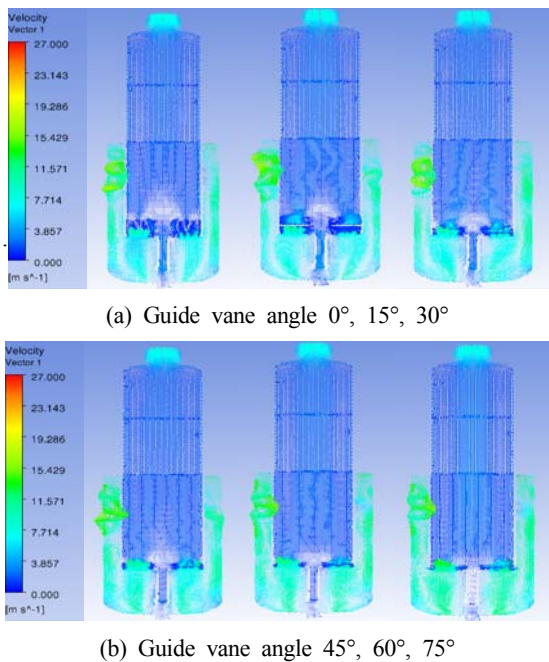 Velocity
Vector 1
27.000
23.143
19.286
15.429
11.571
7.714
3.857
0.000
[m s^-1]
(a) Guide vane angle 0°, 15°, 30°
Velocity
Vector 1
27.000
23.143
19.286
15.429
11.571
7.714
3.857
0.000
[m s^-1]
(b) Guide vane angle 45°, 60°, 75°